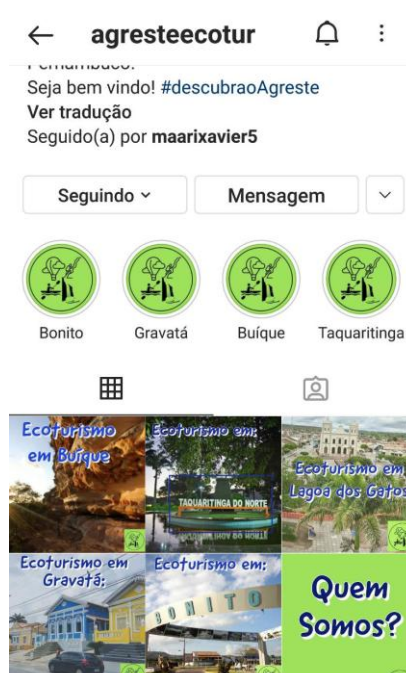 agresteecotur
Pernambuco!
Seja bem vindo! #descubraoAgreste
Ver tradução
Seguido(a) por maarixavier5
Seguindo
Mensagem
Bonito
Gravatá
Buíque
Taquaritinga
Ecoturismo
em Buíque
Ecoturismo em:
TAQUARITINGA DO NORTE
Ecoturismo em
Lagoa dos Gatos
Ecoturismo em
Gravatá:
Ecoturismo em:
BONITO
Quem
Somos?